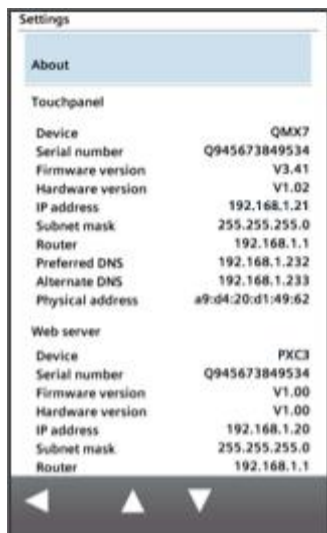 Settings
About
Touchpanel
Device QMX7
Serial number Q945673849534
Firmware version V3.41
Hardware version V1.02
IP address 192.168.1.21
Subnet mask 255.255.255.0
Router 192.168.1.1
Preferred DNS 192.168.1.232
Alternate DNS 192.168.1.233
Physical address a9:d4:20:d1:49:62
Web server
Device PXC3
Serial number Q945673849534
Firmware version V1.00
Hardware version V1.00
IP address 192.168.1.20
Subnet mask 255.255.255.0
Router 192.168.1.1